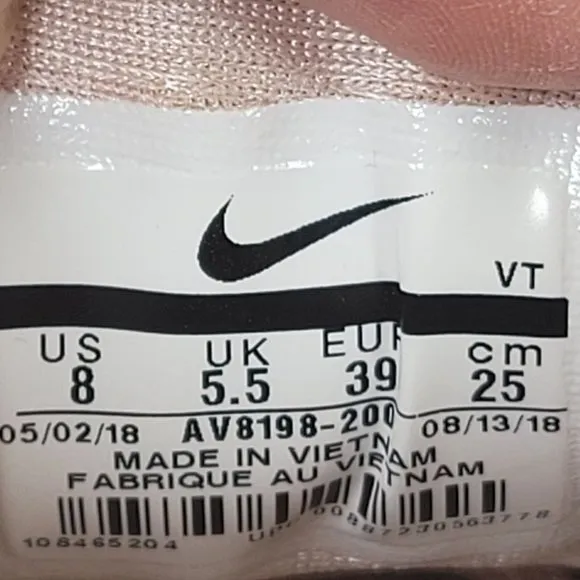 VT
US UK EUR cm
8 5.5 39 25
05/02/18 AV8198-200 08/13/18
MADE IN VIETNAM
FABRIQUE AU VIETNAM
108465204